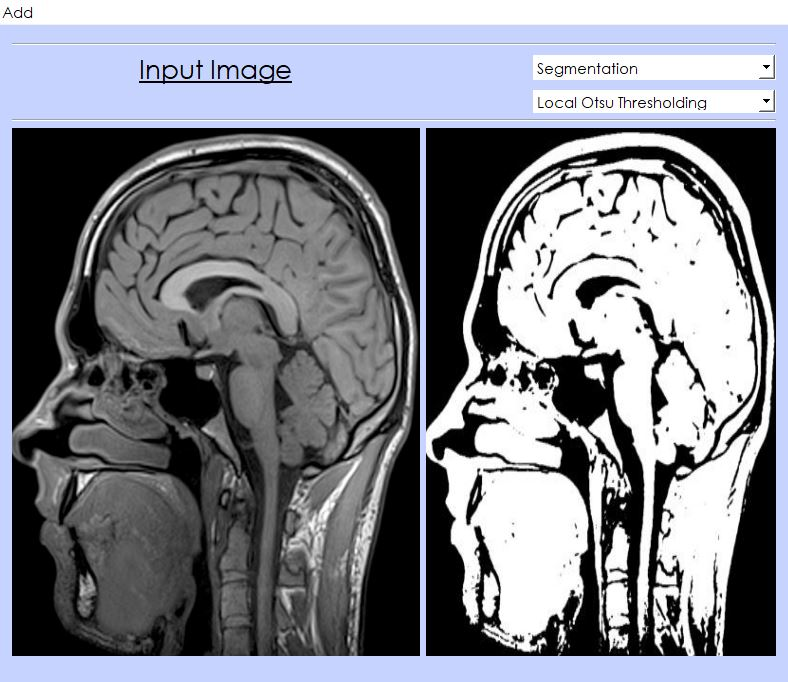 Add
Input Image
Segmentation
Local Otsu Thresholding